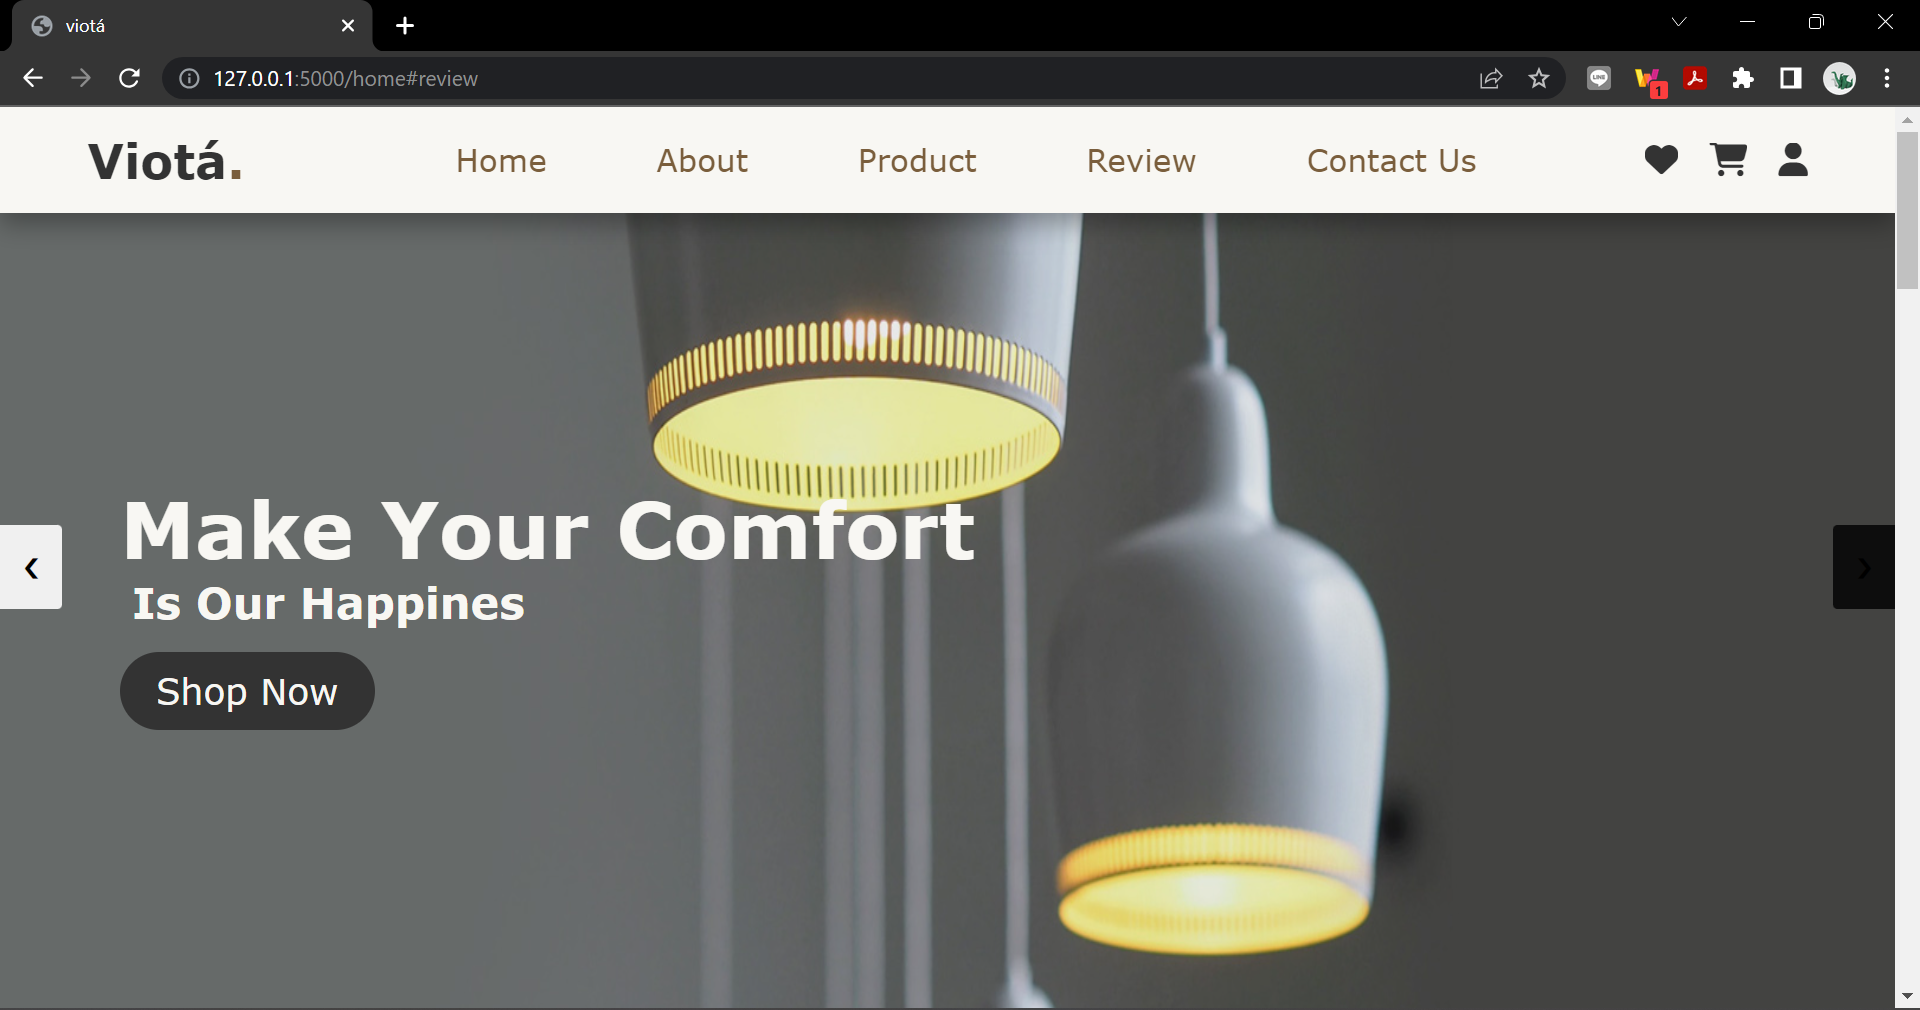 viotá
127.0.0.1:5000/home#review
1
Viotá.
Home
About
Product
Review
Contact Us
Make Your Comfort
Is Our Happines
Shop Now